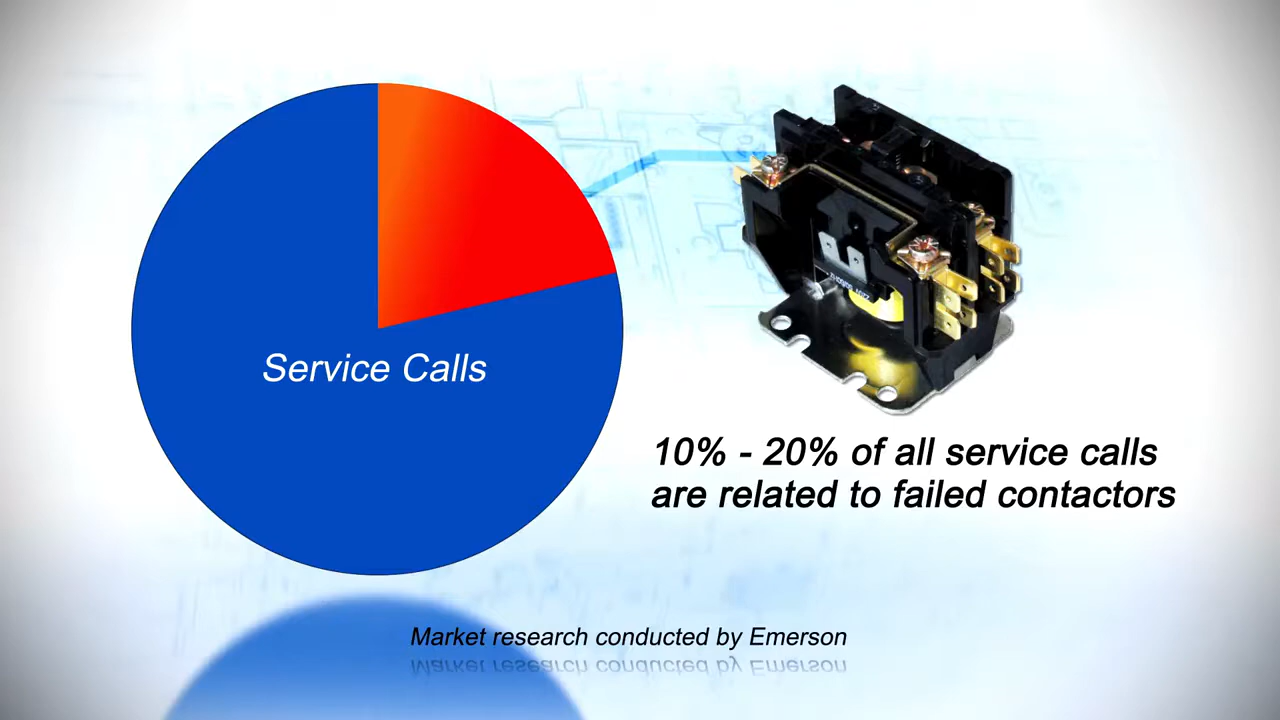 Service Calls
10% - 20% of all service calls
are related to failed contactors
Market research conducted by Emerson